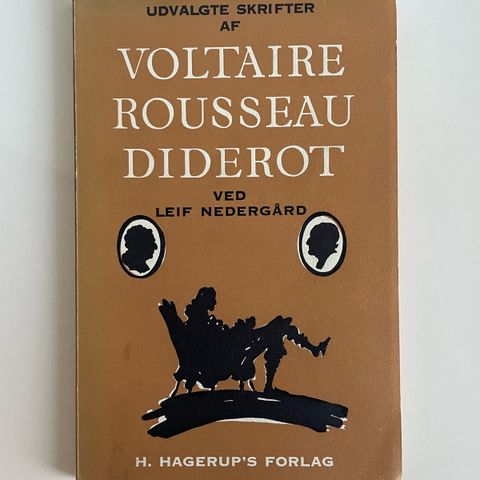 UDVALGTE SKRIFTER
AF
VOLTAIRE
ROUSSEAU
DIDEROT
VED
LEIF NEDERGÅRD
H. HAGERUP'S FORLAG